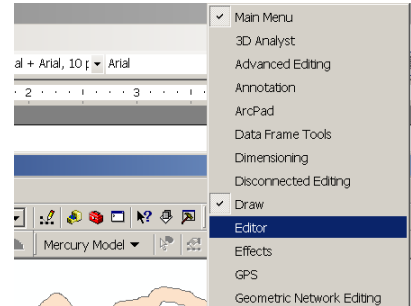 Main Menu
3D Analyst
al + Arial, 10 p Arial
Advanced Editing
2 3
Annotation
ArcPad
Data Frame Tools
Dimensioning
Disconnected Editing
Draw
Editor
Mercury Model
Effects
GPS
Geometric Network Editing